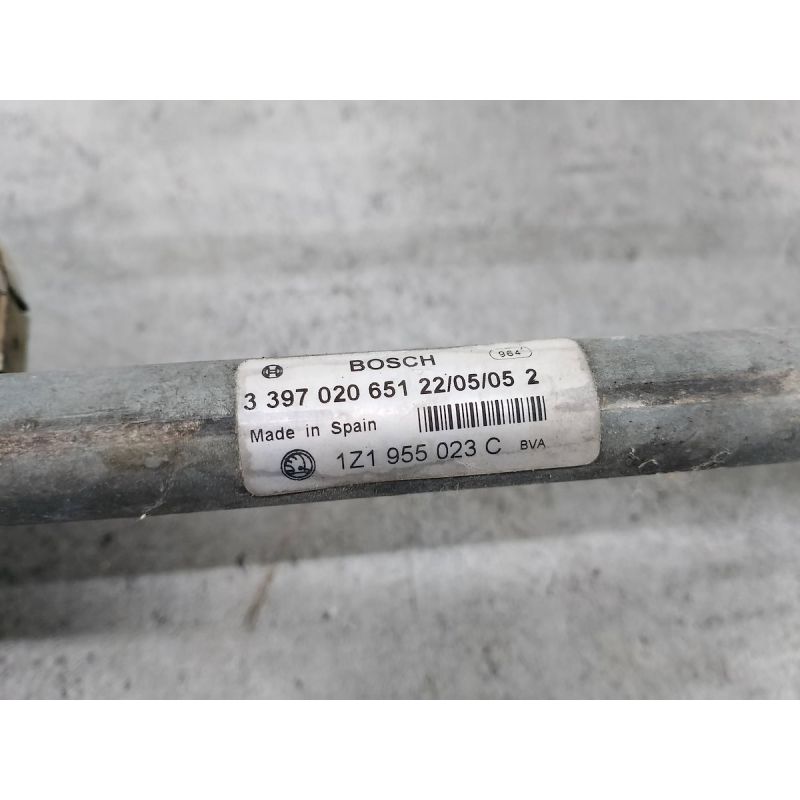 BOSCH 964
3 397 020 651 22/05/05 2
Made in Spain
1Z1 955 023 C BVA